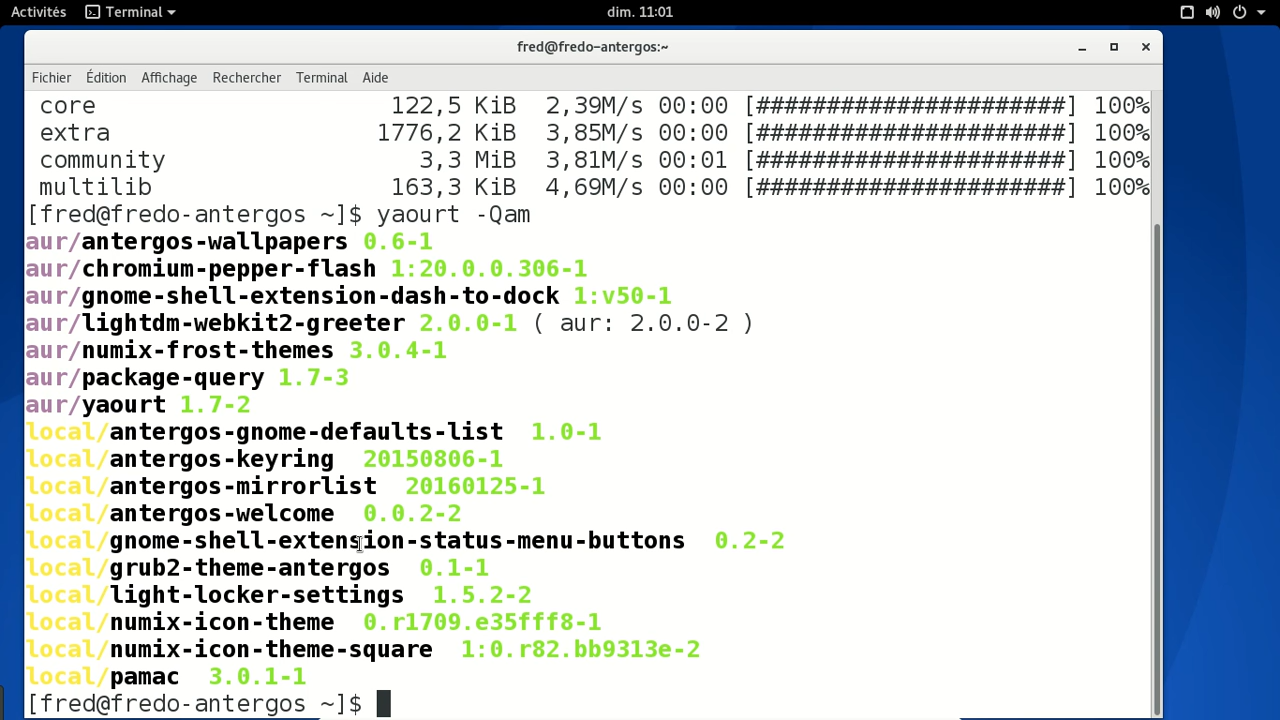 Activités Terminal dim. 11:01
fred@fredo-antergos:~
Fichier Édition Affichage Rechercher Terminal Aide
core 122,5 KiB 2,39M/s 00:00 [######################] 100%
extra 1776,2 KiB 3,85M/s 00:00 [######################] 100%
community 3,3 MiB 3,81M/s 00:01 [######################] 100%
multilib 163,3 KiB 4,69M/s 00:00 [######################] 100%
[fred@fredo-antergos ~]$ yaourt -Qam
aur/antergos-wallpapers 0.6-1
aur/chromium-pepper-flash 1:20.0.0.306-1
aur/gnome-shell-extension-dash-to-dock 1:v50-1
aur/lightdm-webkit2-greeter 2.0.0-1 ( aur: 2.0.0-2 )
aur/numix-frost-themes 3.0.4-1
aur/package-query 1.7-3
aur/yaourt 1.7-2
local/antergos-gnome-defaults-list 1.0-1
local/antergos-keyring 20150806-1
local/antergos-mirrorlist 20160125-1
local/antergos-welcome 0.0.2-2
local/gnome-shell-extension-status-menu-buttons 0.2-2
local/grub2-theme-antergos 0.1-1
local/light-locker-settings 1.5.2-2
local/numix-icon-theme 0.r1709.e35fff8-1
local/numix-icon-theme-square 1:0.r82.bb9313e-2
local/pamac 3.0.1-1
[fred@fredo-antergos ~]$